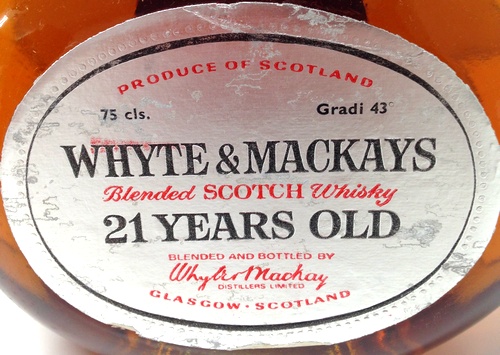 PRODUCE OF SCOTLAND
75 cls. Gradi 43°
WHYTE & MACKAYS
Blended SCOTCH Whisky
21 YEARS OLD
BLENDED AND BOTTLED BY
Whyte & Mackay
DISTILLERS LIMITED
GLASGOW · SCOTLAND